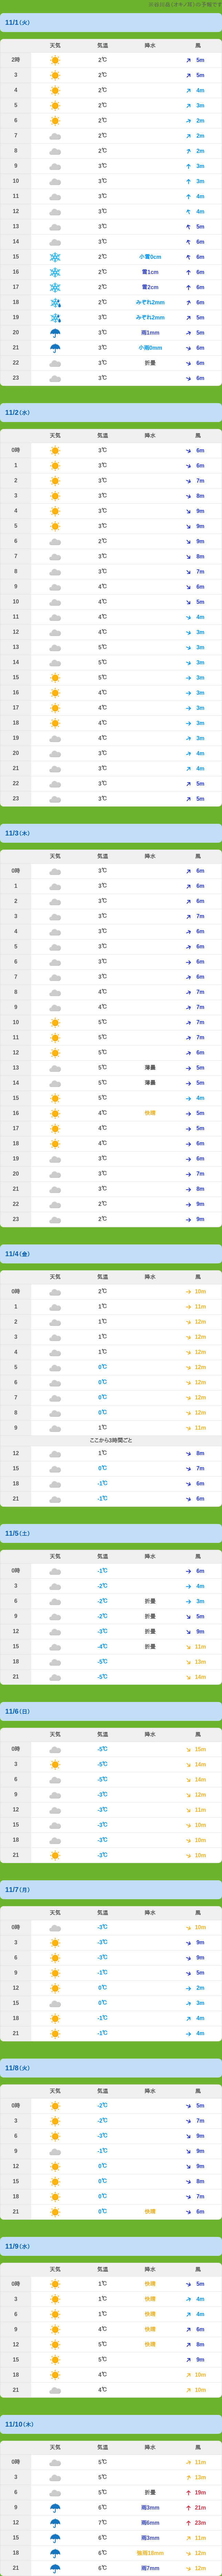 11/1(火)
天気 気温 降水 風
2時 2℃ 5m
3 2℃ 5m
4 2℃ 4m
5 2℃ 3m
6 2℃ 2m
7 2℃ 2m
8 2℃ 2m
9 3℃ 3m
10 3℃ 3m
11 3℃ 4m
12 3℃ 4m
13 3℃ 5m
14 3℃ 6m
15 2℃ 小雪0cm 6m
16 2℃ 雪1cm 6m
17 2℃ 雪2cm 6m
18 2℃ みぞれ2mm 6m
19 3℃ みぞれ2mm 5m
20 3℃ 雨1mm 5m
21 3℃ 小雨0mm 6m
22 3℃ 折曇 6m
23 3℃ 6m
11/2(水)
天気 気温 降水 風
0時 3℃ 6m
1 3℃ 6m
2 3℃ 7m
3 3℃ 8m
4 3℃ 9m
5 3℃ 9m
6 2℃ 9m
7 3℃ 8m
8 3℃ 7m
9 4℃ 6m
10 4℃ 5m
11 4℃ 4m
12 4℃ 3m
13 5℃ 3m
14 5℃ 3m
15 5℃ 3m
16 4℃ 3m
17 4℃ 3m
18 4℃ 3m
19 4℃ 3m
20 3℃ 4m
21 3℃ 4m
22 3℃ 5m
23 3℃ 5m
11/3(木)
天気 気温 降水 風
0時 3℃ 6m
1 3℃ 6m
2 3℃ 6m
3 3℃ 7m
4 3℃ 6m
5 3℃ 6m
6 3℃ 6m
7 3℃ 6m
8 4℃ 7m
9 4℃ 7m
10 5℃ 7m
11 5℃ 7m
12 5℃ 6m
13 5℃ 薄曇 5m
14 5℃ 薄曇 5m
15 5℃ 4m
16 4℃ 快晴 5m
17 4℃ 5m
18 4℃ 6m
19 3℃ 6m
20 3℃ 7m
21 3℃ 8m
22 2℃ 9m
23 2℃ 9m
11/4(金)
天気 気温 降水 風
0時 2℃ 10m
1 1℃ 11m
2 1℃ 12m
3 1℃ 12m
4 1℃ 12m
5 0℃ 12m
6 0℃ 12m
7 0℃ 12m
8 0℃ 12m
9 1℃ 11m
ここから3時間ごと
12 1℃ 8m
15 0℃ 7m
18 -1℃ 6m
21 -1℃ 6m
11/5(土)
天気 気温 降水 風
0時 -1℃ 6m
3 -2℃ 4m
6 -2℃ 折曇 3m
9 -2℃ 折曇 5m
12 -3℃ 折曇 9m
15 -4℃ 折曇 11m
18 -5℃ 13m
21 -5℃ 14m
11/6(日)
天気 気温 降水 風
0時 -5℃ 15m
3 -5℃ 14m
6 -5℃ 14m
9 -3℃ 12m
12 -3℃ 11m
15 -3℃ 10m
18 -3℃ 10m
21 -3℃ 10m
11/7(月)
天気 気温 降水 風
0時 -3℃ 10m
3 -3℃ 9m
6 -3℃ 9m
9 -1℃ 5m
12 0℃ 2m
15 0℃ 3m
18 -1℃ 4m
21 -1℃ 4m
11/8(火)
天気 気温 降水 風
0時 -2℃ 5m
3 -2℃ 7m
6 -3℃ 9m
9 -1℃ 9m
12 0℃ 9m
15 0℃ 8m
18 0℃ 7m
21 0℃ 快晴 6m
11/9(水)
天気 気温 降水 風
0時 1℃ 快晴 5m
3 1℃ 快晴 4m
6 1℃ 快晴 4m
9 4℃ 快晴 6m
12 5℃ 快晴 8m
15 5℃ 9m
18 4℃ 10m
21 4℃ 10m
11/10(木)
天気 気温 降水 風
0時 5℃ 11m
3 5℃ 13m
6 5℃ 折曇 19m
9 6℃ 雨3mm 21m
12 7℃ 雨6mm 23m
15 6℃ 雨3mm 11m
18 6℃ 強雨10mm 12m
21 6℃ 雨7mm 12m